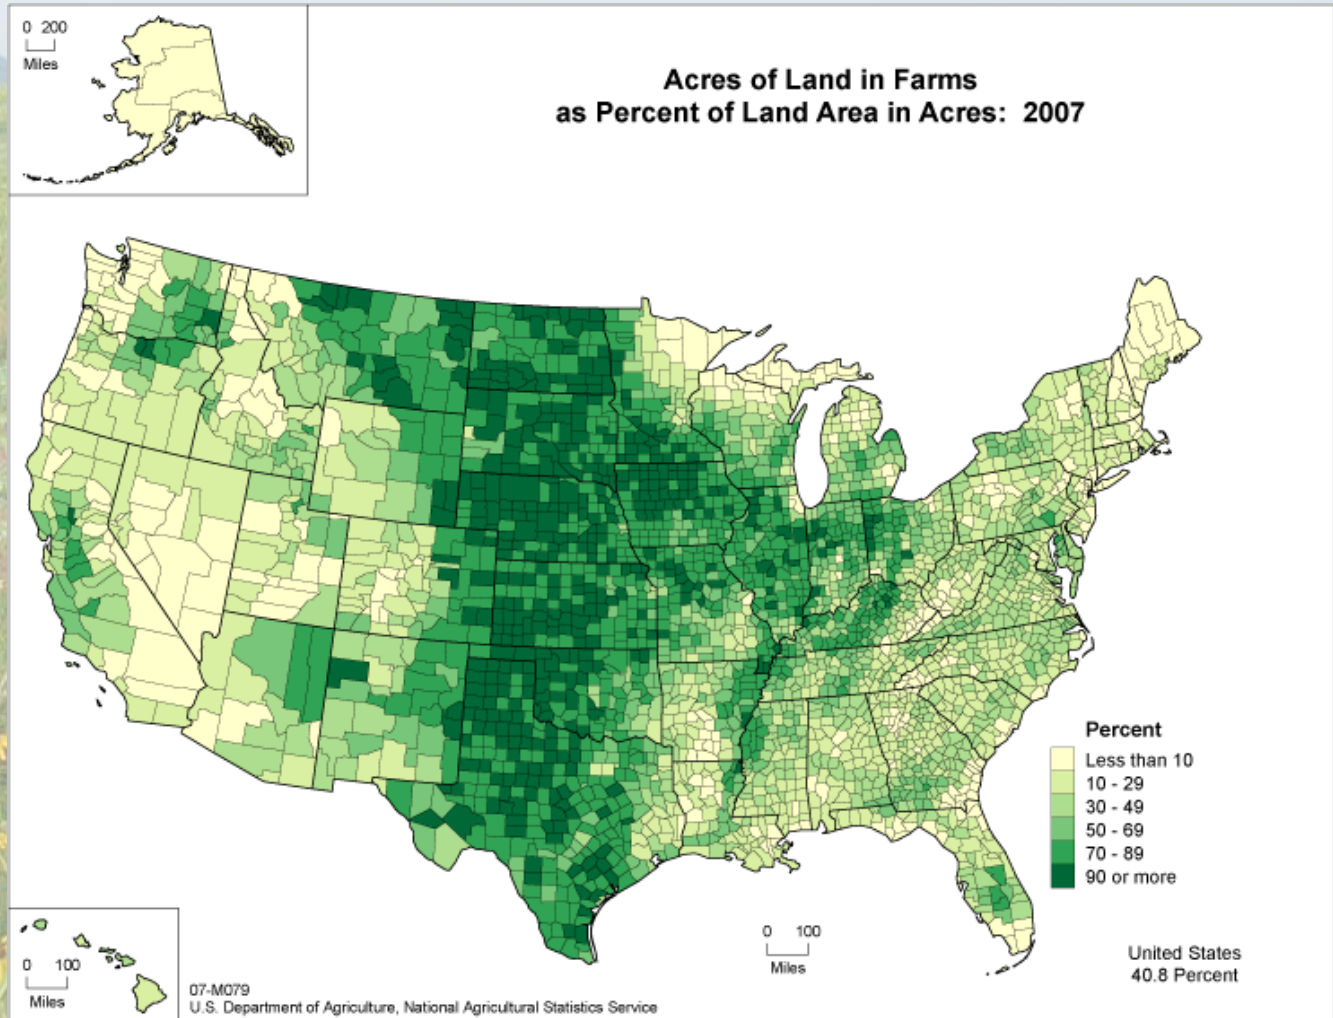 0 200
Miles
Acres of Land in Farms
as Percent of Land Area in Acres: 2007
Percent
Less than 10
10 - 29
30 - 49
50 - 69
70 - 89
90 or more
0 100
Miles
0 100
Miles
United States
40.8 Percent
07-M079
U.S. Department of Agriculture, National Agricultural Statistics Service